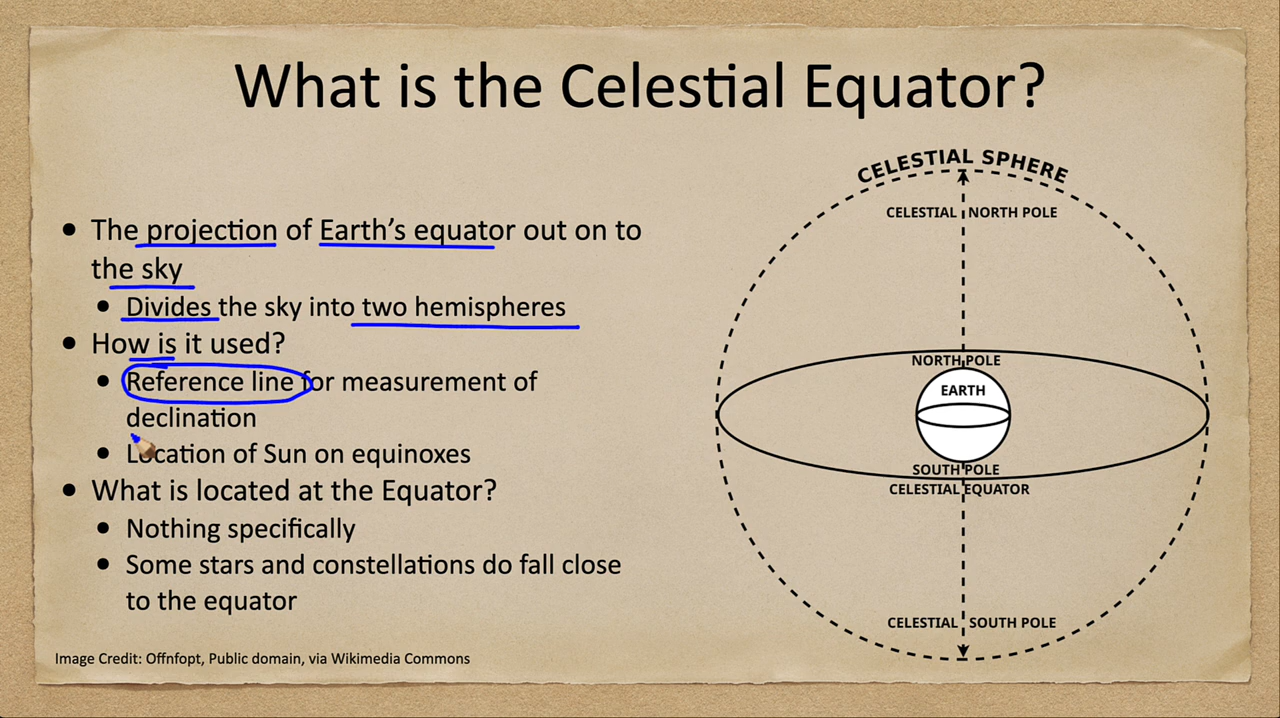 What is the Celestial Equator?
• The projection of Earth's equator out on to
the sky
• Divides the sky into two hemispheres
• How is it used?
• Reference line for measurement of
declination
• Location of Sun on equinoxes
• What is located at the Equator?
• Nothing specifically
• Some stars and constellations do fall close
to the equator
Image Credit: Offnfopt, Public domain, via Wikimedia Commons
CELESTIAL SPHERE
CELESTIAL NORTH POLE
NORTH POLE
EARTH
SOUTH POLE
CELESTIAL EQUATOR
CELESTIAL SOUTH POLE